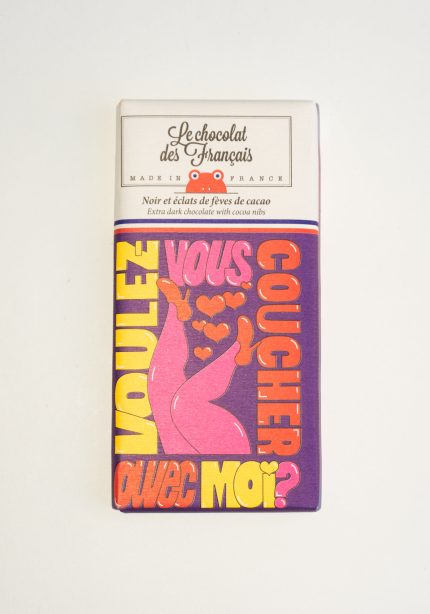 Le chocolat
des Français
MADE IN FRANCE
Noir et éclats de fèves de cacao
Extra dark chocolate with cocoa nibs
VOULEZ
VOUS
COUCHER
avec MOi?